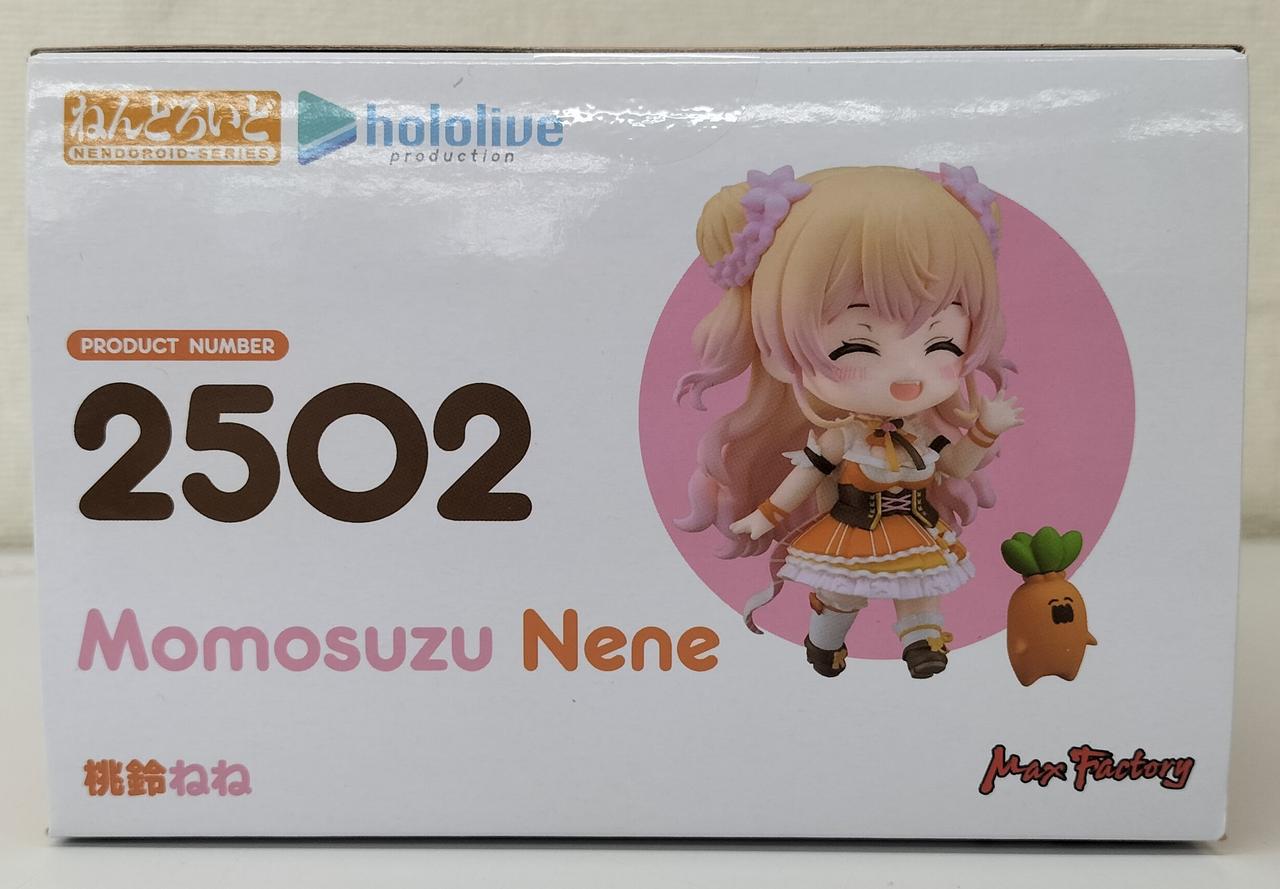 ねんどろいど
NENDOROID·SERIES
hololive
production
PRODUCT NUMBER
2502
Momosuzu Nene
桃鈴ねね
Max Factory